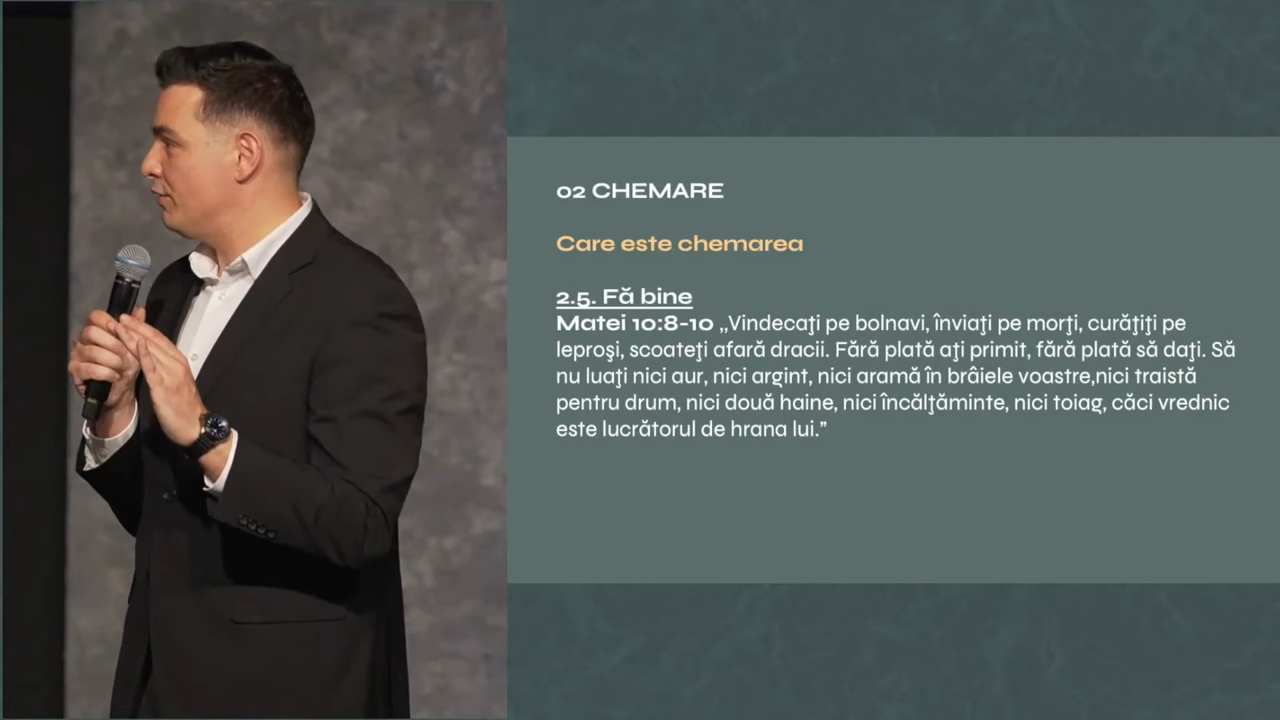 02 CHEMARE
Care este chemarea
2.5. Fă bine
Matei 10:8-10 „Vindecaţi pe bolnavi, înviaţi pe morţi, curăţiţi pe
leproşi, scoateţi afară dracii. Fără plată aţi primit, fără plată să daţi. Să
nu luaţi nici aur, nici argint, nici aramă în brâiele voastre,nici traistă
pentru drum, nici două haine, nici încălţăminte, nici toiag, căci vrednic
este lucrătorul de hrana lui.”